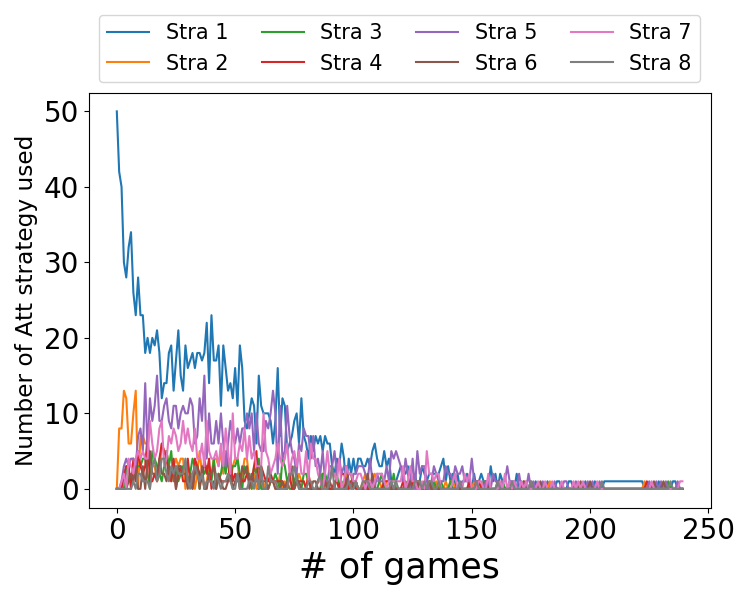 Stra 1 Stra 3 Stra 5 Stra 7
Stra 2 Stra 4 Stra 6 Stra 8
Number of Att strategy used
50
40
30
20
10
0
0 50 100 150 200 250
# of games